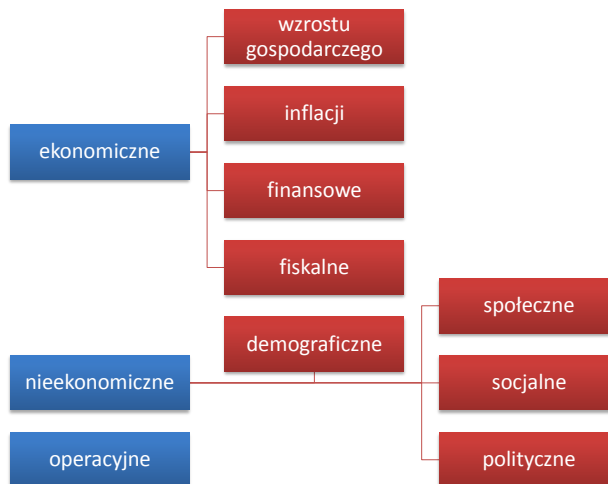 wzrostu
gospodarczego
ekonomiczne
inflacji
finansowe
fiskalne
nieekonomiczne
demograficzne
społeczne
socjalne
polityczne
operacyjne